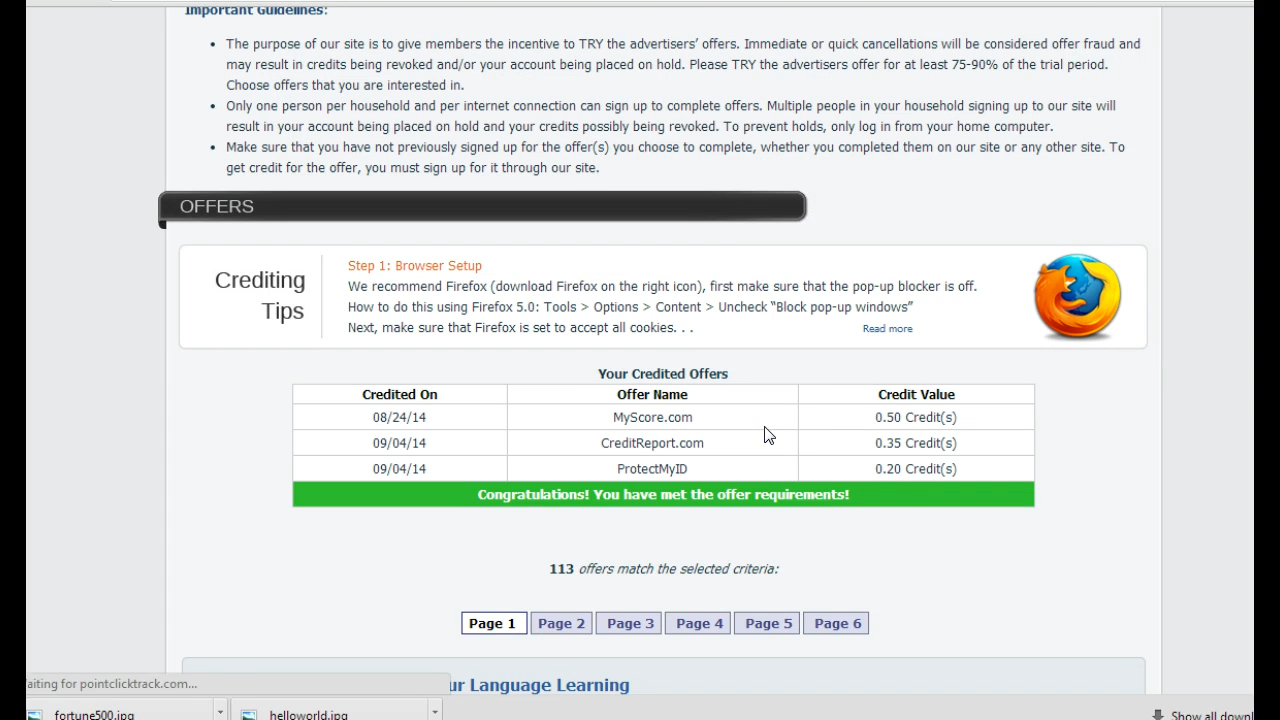 Important Guidelines:
The purpose of our site is to give members the incentive to TRY the advertisers’ offers. Immediate or quick cancellations will be considered offer fraud and
may result in credits being revoked and/or your account being placed on hold. Please TRY the advertisers offer for at least 75-90% of the trial period.
Choose offers that you are interested in.
Only one person per household and per internet connection can sign up to complete offers. Multiple people in your household signing up to our site will
result in your account being placed on hold and your credits possibly being revoked. To prevent holds, only log in from your home computer.
Make sure that you have not previously signed up for the offer(s) you choose to complete, whether you completed them on our site or any other site. To
get credit for the offer, you must sign up for it through our site.
OFFERS
Crediting
Tips
Step 1: Browser Setup
We recommend Firefox (download Firefox on the right icon), first make sure that the pop-up blocker is off.
How to do this using Firefox 5.0: Tools > Options > Content > Uncheck “Block pop-up windows”
Next, make sure that Firefox is set to accept all cookies. . . Read more
Your Credited Offers
Credited On Offer Name Credit Value
08/24/14 MyScore.com 0.50 Credit(s)
09/04/14 CreditReport.com 0.35 Credit(s)
09/04/14 ProtectMyID 0.20 Credit(s)
Congratulations! You have met the offer requirements!
113 offers match the selected criteria:
Page 1 Page 2 Page 3 Page 4 Page 5 Page 6
ur Language Learning
aiting for pointclicktrack.com...
fortune500.jpg helloworld.jpg Show all downl